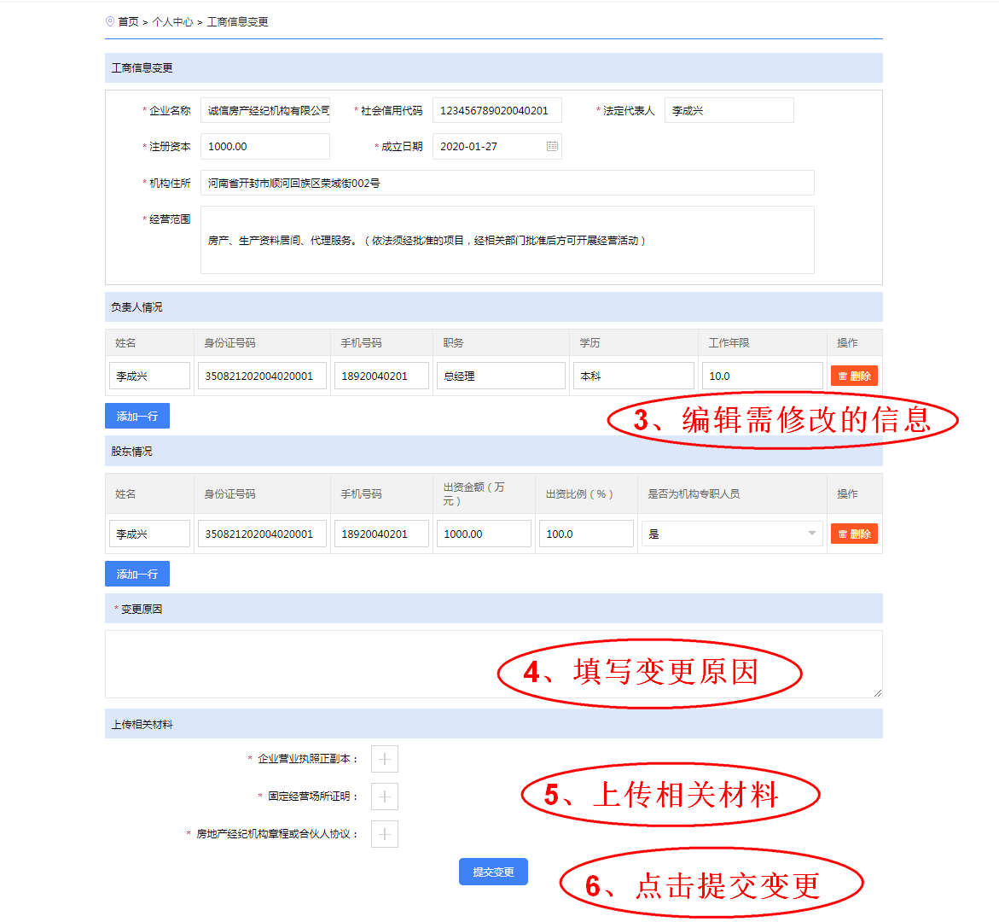 首页 > 个人中心 > 工商信息变更
工商信息变更
* 企业名称 诚信房产经纪机构有限公司 * 社会信用代码 123456789020040201 * 法定代表人 李成兴
* 注册资本 1000.00 * 成立日期 2020-01-27
* 机构住所 河南省开封市顺河回族区荣域街002号
* 经营范围
房产、生产资料居间、代理服务。（依法须经批准的项目，经相关部门批准后方可开展经营活动）
负责人情况
姓名 身份证号码 手机号码 职务 学历 工作年限 操作
李成兴 350821202004020001 18920040201 总经理 本科 10.0 删除
添加一行
3、编辑需修改的信息
股东情况
姓名 身份证号码 手机号码 出资金额（万元） 出资比例（%） 是否为机构专职人员 操作
李成兴 350821202004020001 18920040201 1000.00 100.0 是 删除
添加一行
* 变更原因
4、填写变更原因
上传相关材料
* 企业营业执照正副本：
* 固定经营场所证明：
5、上传相关材料
* 房地产经纪机构章程或合伙人协议：
提交变更
6、点击提交变更